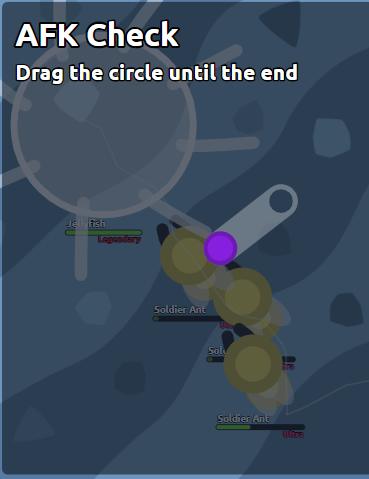 AFK Check
Drag the circle until the end
Jellyfish
Legendary
Soldier Ant
Soldier Ant
Ultra